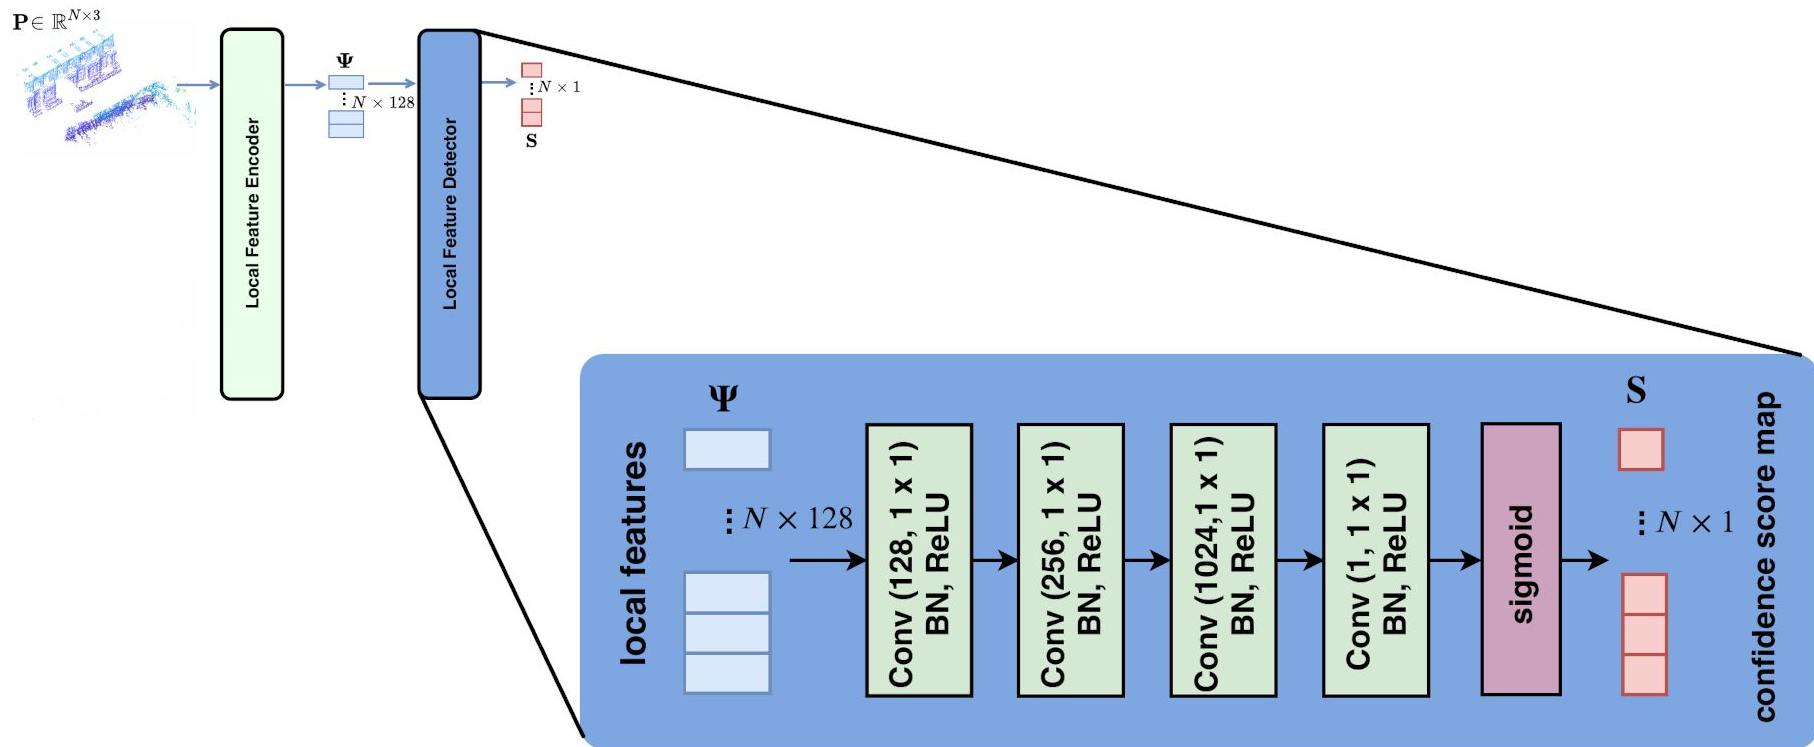 P ∈ ℝ^{N×3}
Local Feature Encoder
Ψ
⋮ N × 128
Local Feature Detector
⋮ N × 1
S
local features
Ψ
⋮ N × 128
Conv (128, 1 x 1)
BN, ReLU
Conv (256, 1 x 1)
BN, ReLU
Conv (1024,1 x 1)
BN, ReLU
Conv (1, 1 x 1)
BN, ReLU
sigmoid
S
⋮ N × 1
confidence score map